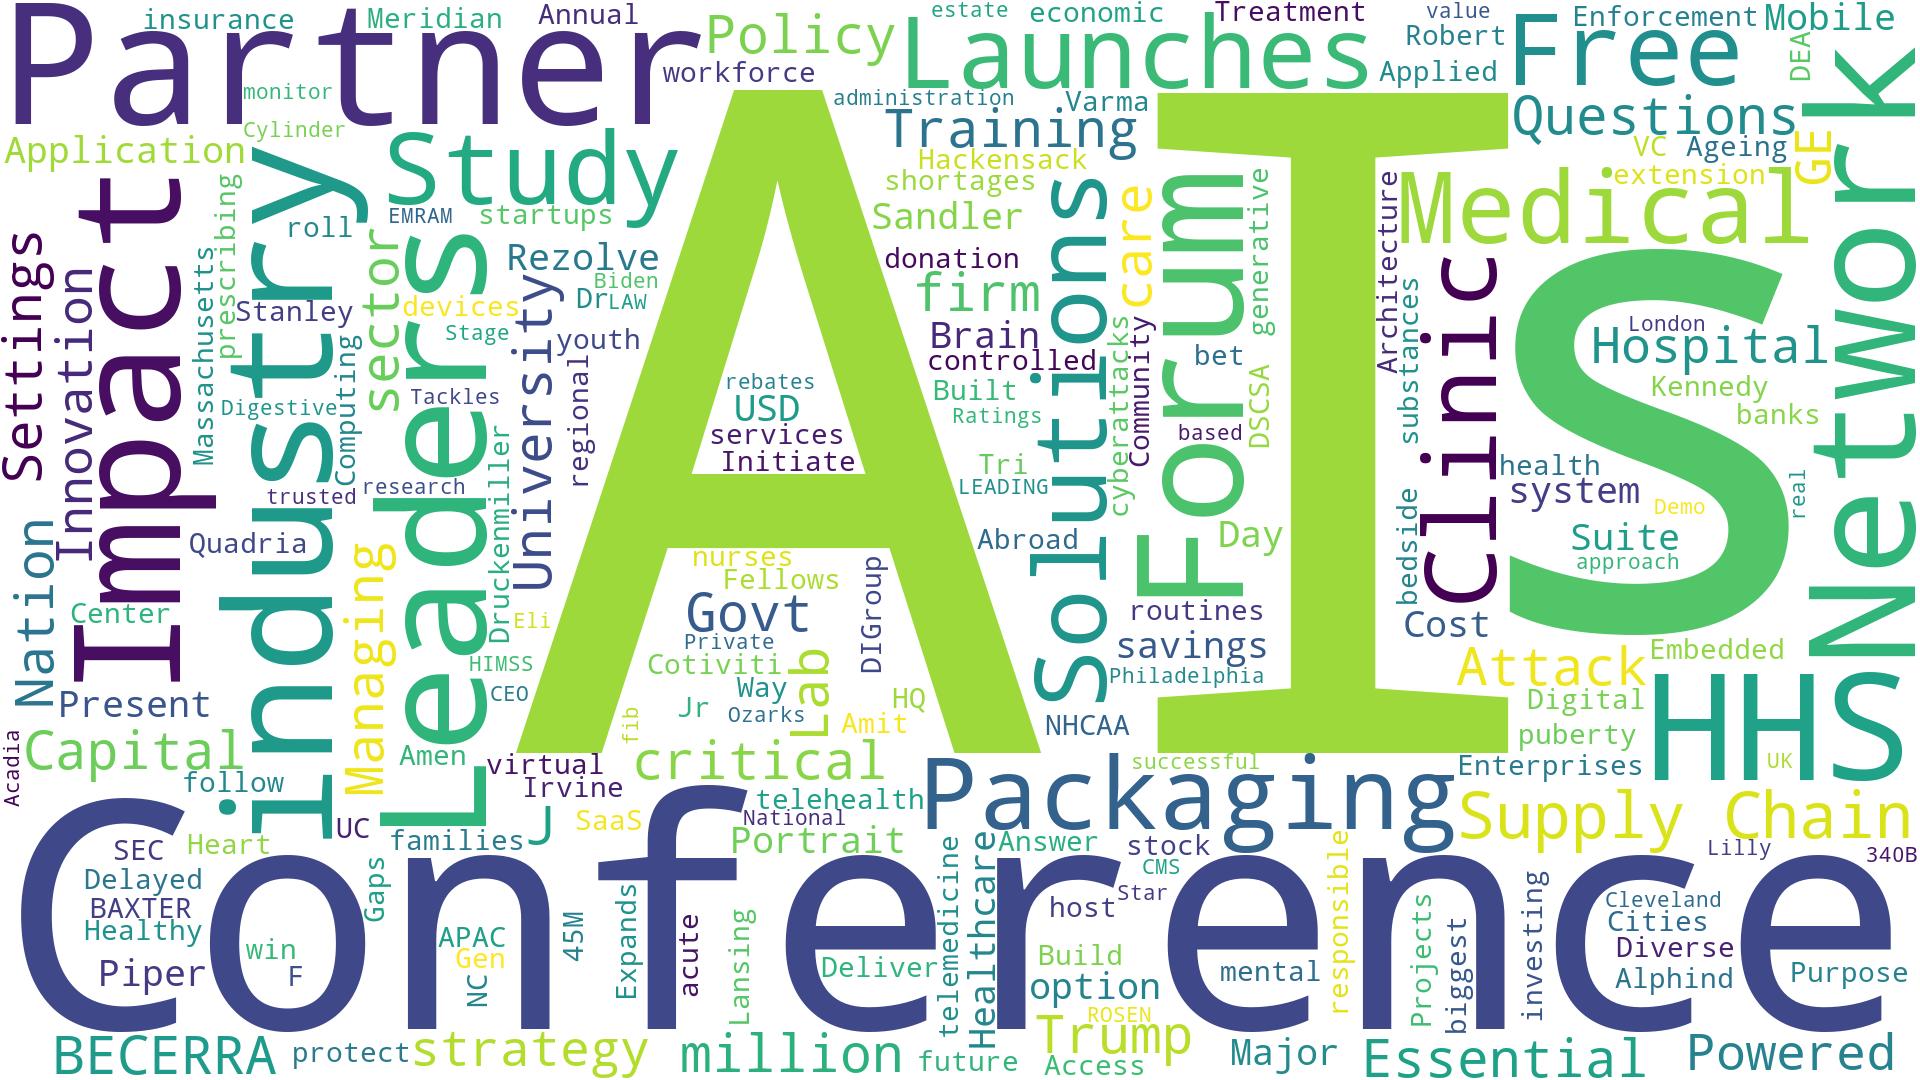 Partner
insurance
Meridian
Annual
Policy
estate
economic
Treatment
value
Enforcement
Mobile
Launches
Robert
Free
workforce
Applied
DEA
monitor
administration
Varma
Cylinder
Training
Questions
Application
Study
Hackensack
VC
Ageing
GE
Network
shortages
extension
Medical
prescribing
Industry
EMRAM
startups
Sandler
care
Forum
generative
Architecture
Impact
Settings
Innovation
Massachusetts
roll
sector
Leaders
Rezolve
donation
Solutions
Clinic
substances
Biden
Dr
LAW
firm
Stanley
devices
University
Stage
youth
Brain
controlled
cyberattacks
Community
bet
London
Hospital
Computing
regional
A
I
S
rebates
USD
services
Initiate
Built
Ratings
DSCSA
Kennedy
banks
Tackles
Digestive
based
Tri
LEADING
health
system
Demo
real
trusted
research
Druckenmiller
Nation
Quadria
Managing
Abroad
Day
bedside
Suite
approach
nurses
Fellows
Govt
DIGroup
Private
Eli
routines
Cost
Center
savings
HIMSS
Cotiviti
Lab
Philadelphia
Attack
Embedded
CEO
Way
Jr
HQ
Ozarks
Amit
NHCAA
Digital
HHS
Present
fib
puberty
Acadia
Capital
Amen
virtual
critical
successful
Enterprises
UK
follow
Irvine
telehealth
Packaging
Supply Chain
J
SaaS
National
UC
families
Portrait
Answer
stock
Lilly
340B
SEC
Heart
CMS
Conference
Delayed
Gaps
Star
Cleveland
BAXTER
host
Cities
Healthy
45M
Expands
acute
Lansing
telemedicine
Healthcare
responsible
Projects
biggest
investing
win
APAC
Gen
Build
Diverse
Piper
F
NC
Deliver
option
mental
Alphind
Purpose
ROSEN
BECERRA
protect
strategy
million
future
Trump
Access
Major
Essential
Powered